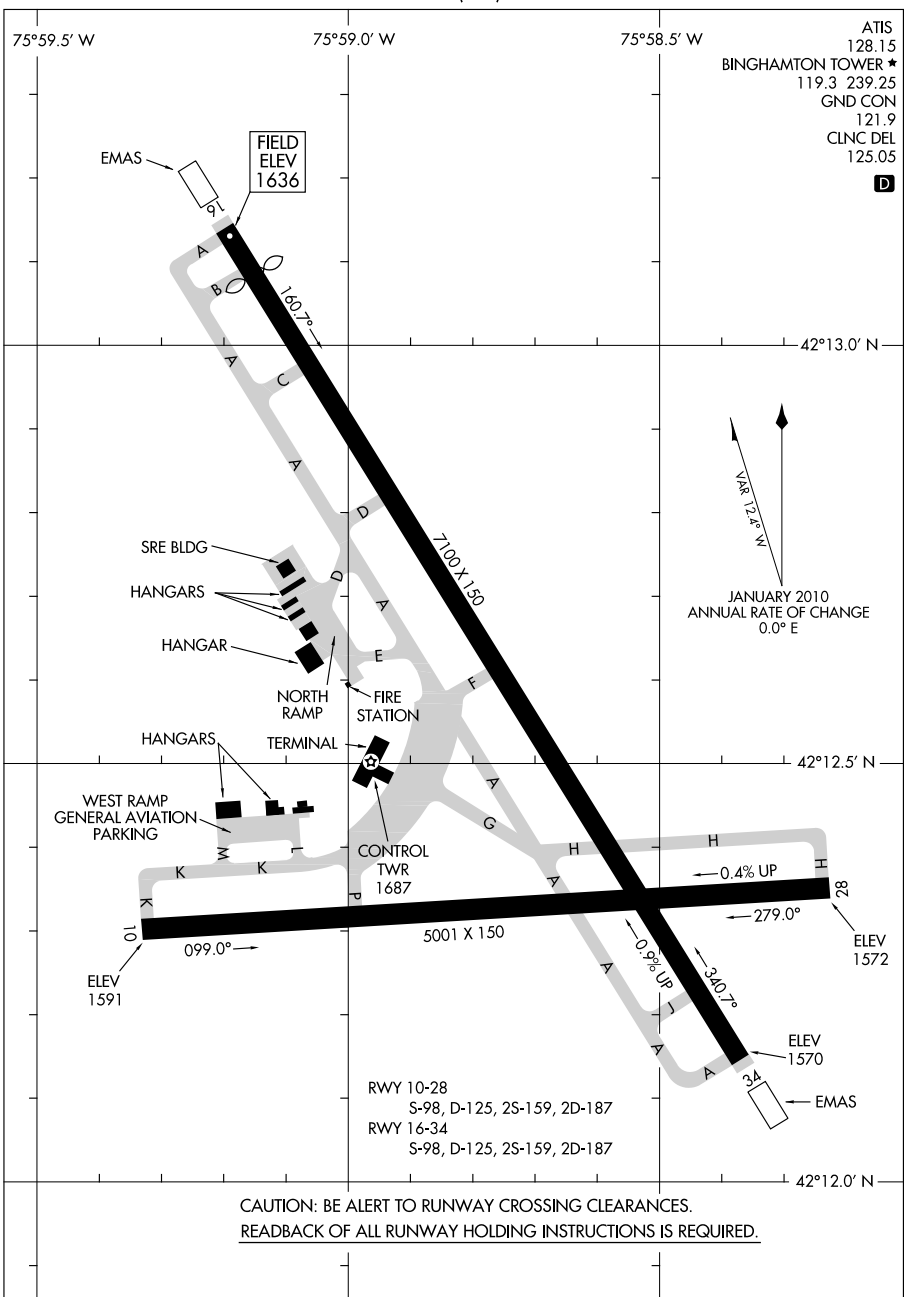 75°59.5' W
75°59.0' W
75°58.5' W
ATIS
128.15
BINGHAMTON TOWER ★
119.3 239.25
GND CON
121.9
CLNC DEL
125.05
D
EMAS
FIELD
ELEV
1636
16
A
B
160.7°
42°13.0' N
A
C
A
D
VAR 12.4° W
7100 X 150
SRE BLDG
D
HANGARS
A
JANUARY 2010
ANNUAL RATE OF CHANGE
0.0° E
HANGAR
E
F
NORTH
RAMP
FIRE
STATION
HANGARS
TERMINAL
42°12.5' N
A
WEST RAMP
GENERAL AVIATION
PARKING
G
M
L
K
K
CONTROL
TWR
1687
H
H
H
A
0.4% UP
P
K
28
10
279.0°
099.0°
5001 X 150
ELEV
1591
ELEV
1572
0.9% UP
340.7°
A
J
A
A
ELEV
1570
34
EMAS
RWY 10-28
S-98, D-125, 2S-159, 2D-187
RWY 16-34
S-98, D-125, 2S-159, 2D-187
42°12.0' N
CAUTION: BE ALERT TO RUNWAY CROSSING CLEARANCES.
READBACK OF ALL RUNWAY HOLDING INSTRUCTIONS IS REQUIRED.